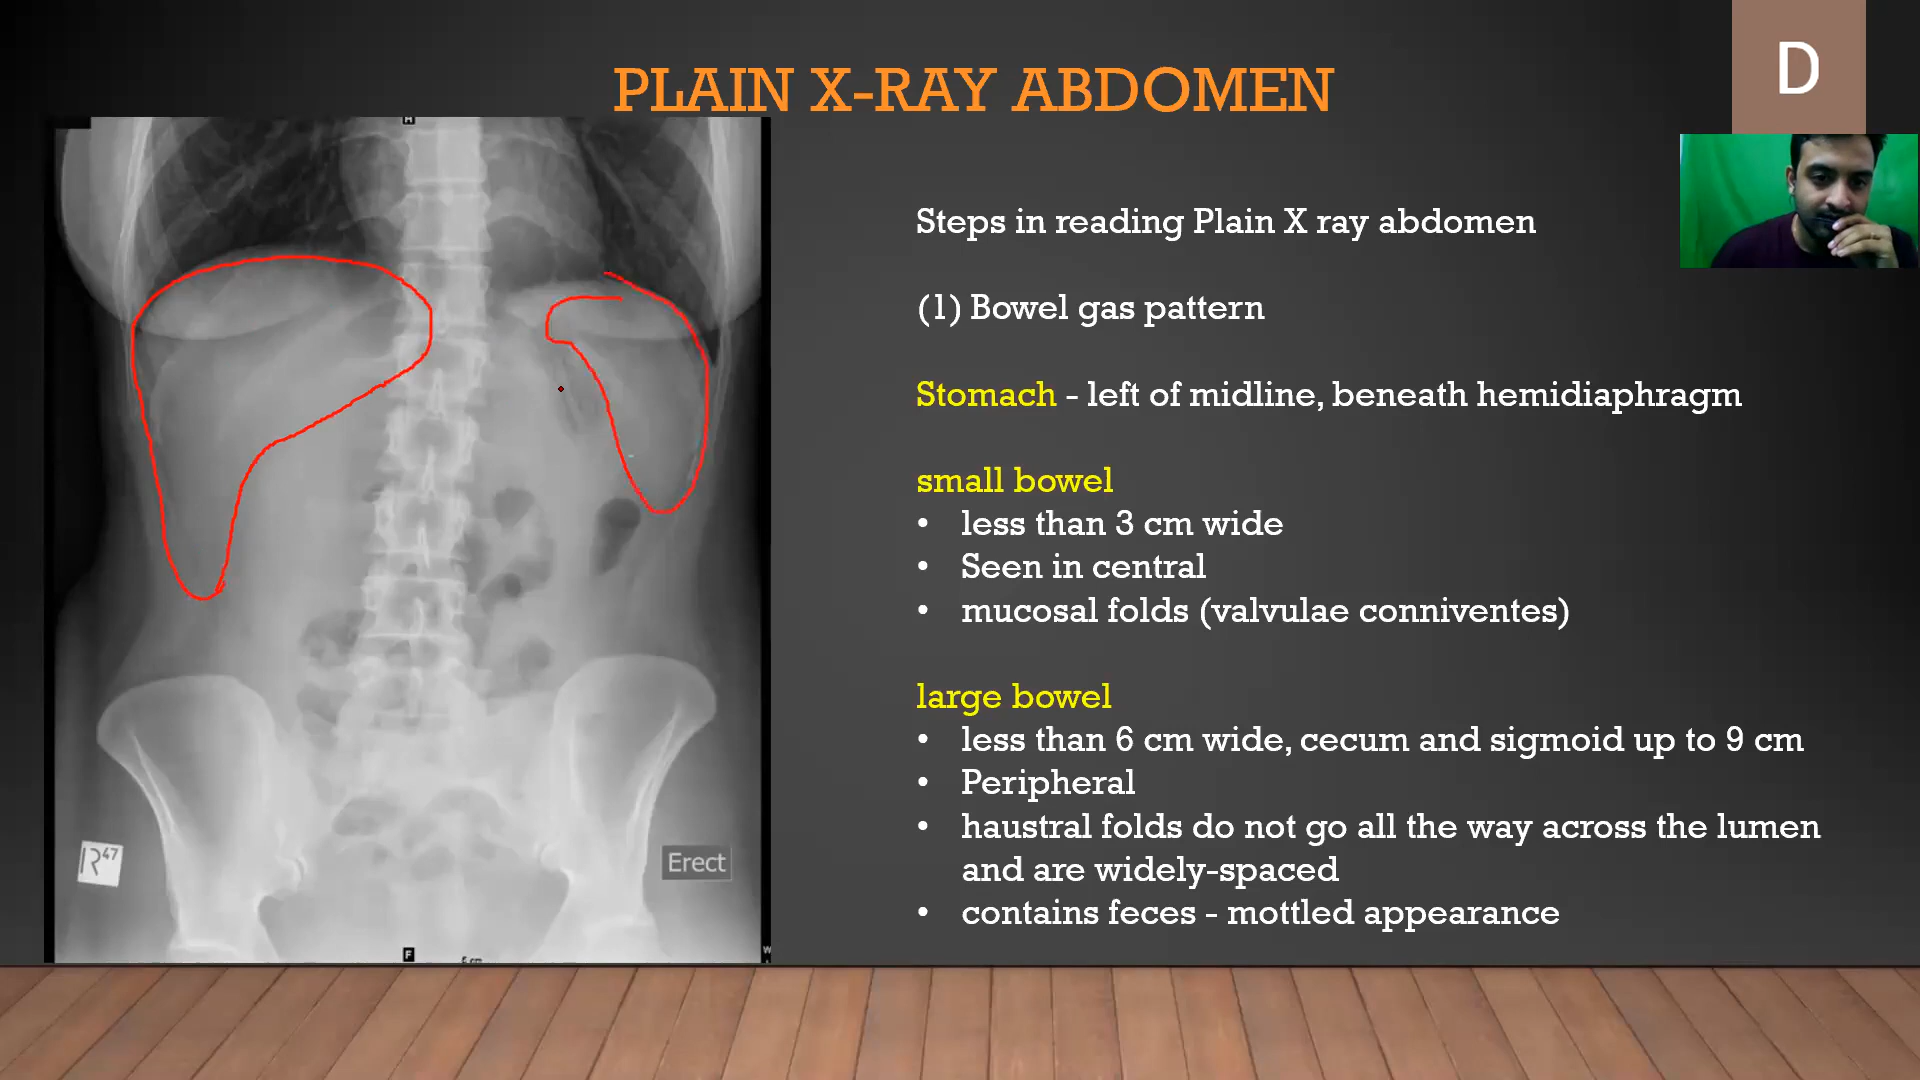 PLAIN X-RAY ABDOMEN
D
H
Steps in reading Plain X ray abdomen
(1) Bowel gas pattern
Stomach - left of midline, beneath hemidiaphragm
small bowel
• less than 3 cm wide
• Seen in central
• mucosal folds (valvulae conniventes)
large bowel
• less than 6 cm wide, cecum and sigmoid up to 9 cm
• Peripheral
• haustral folds do not go all the way across the lumen
and are widely-spaced
• contains feces - mottled appearance
R47
Erect
F
W